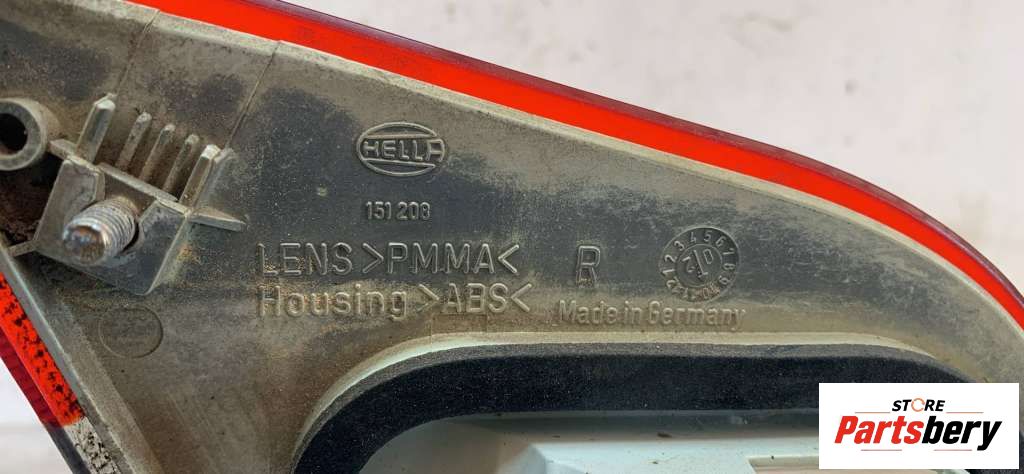 HELLA
151 208
LENS >PMMA<
Housing >ABS<
R
Made in Germany
STORE
Partsbery